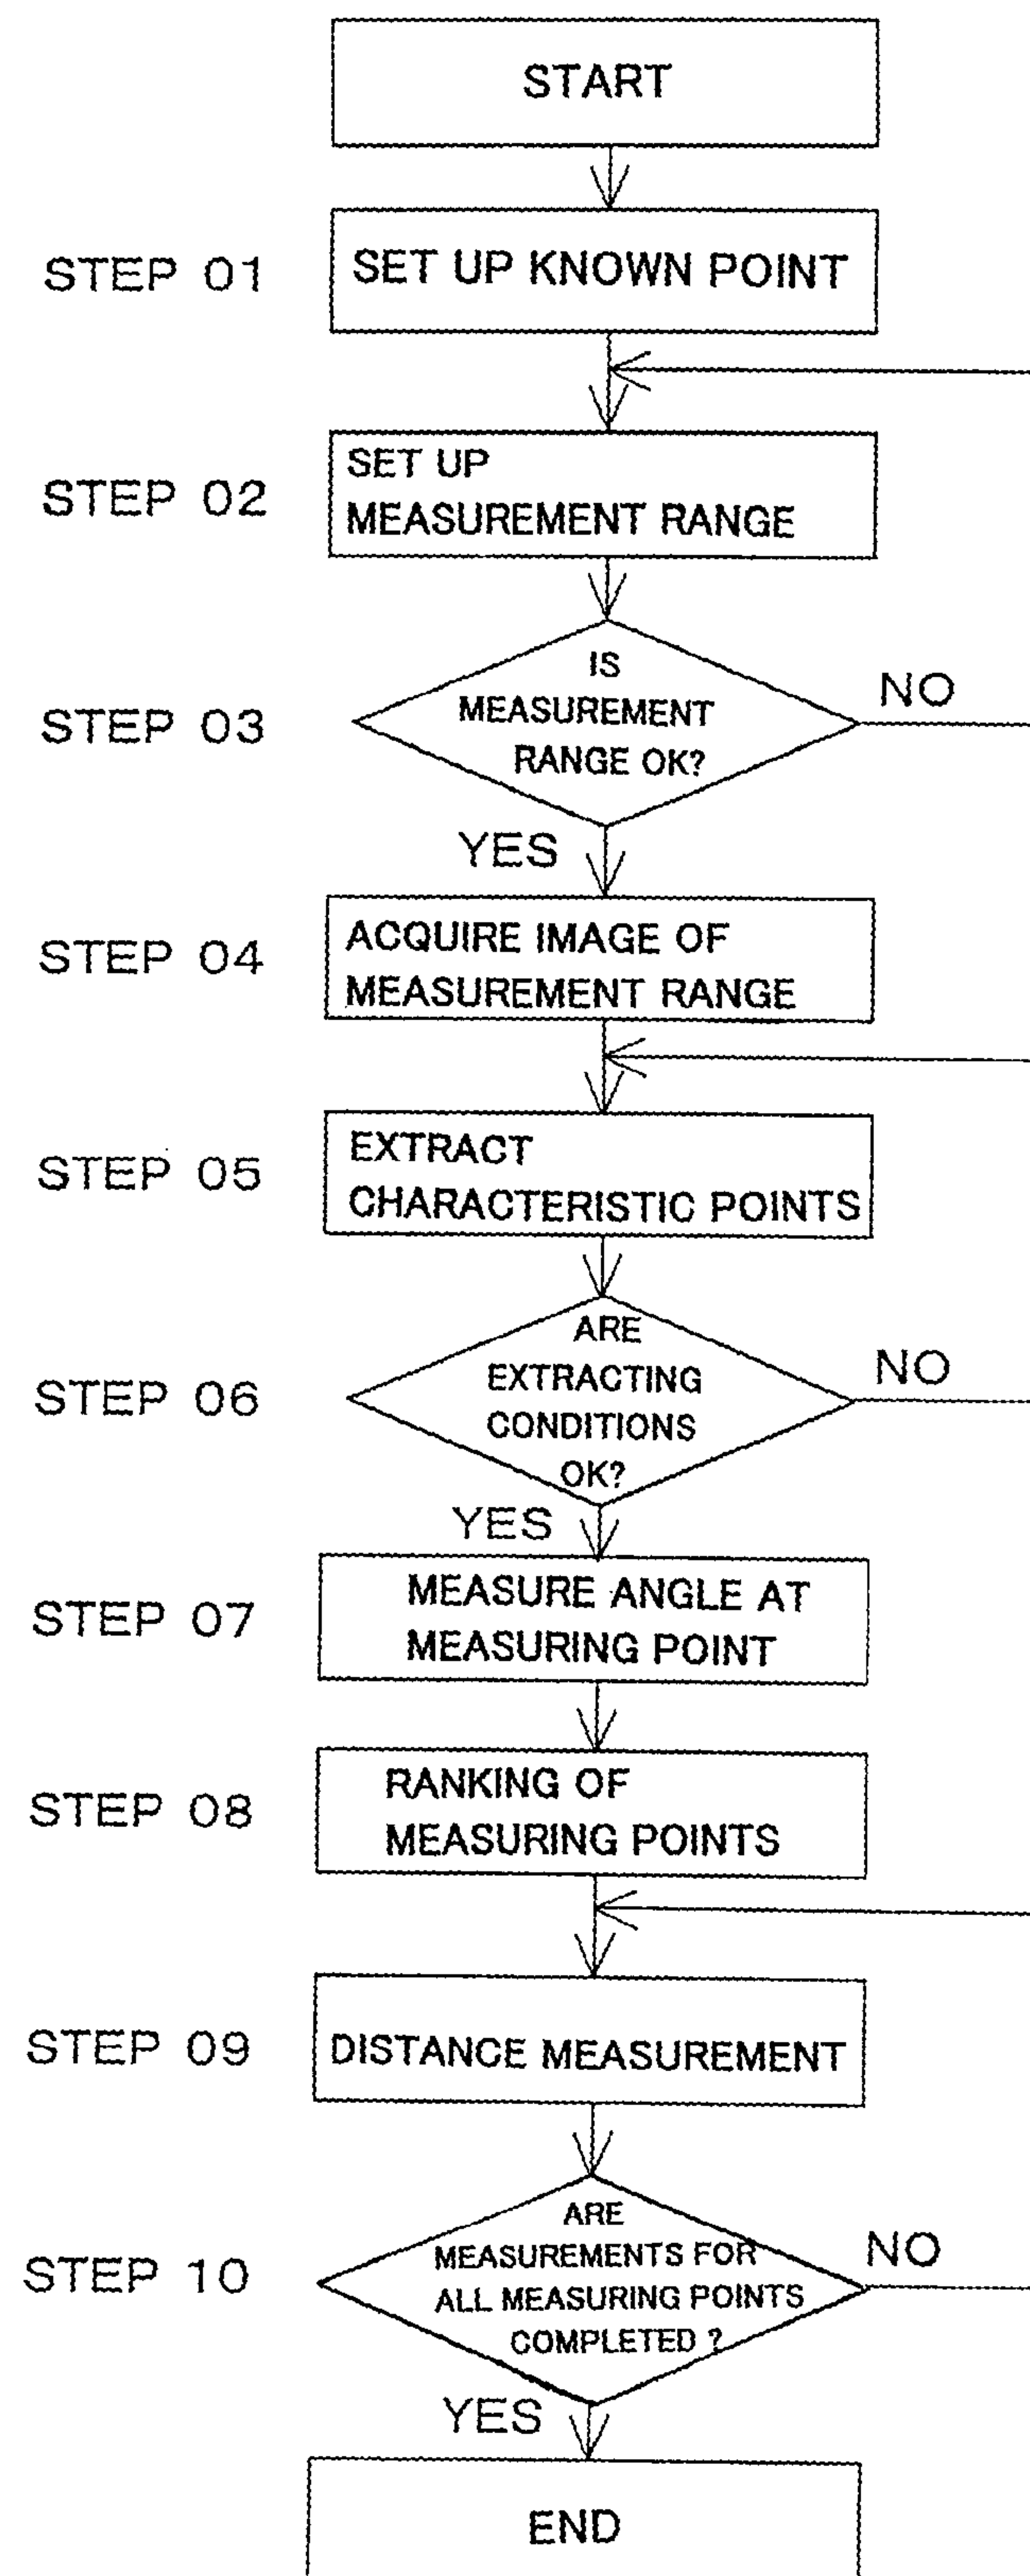 START
STEP 01
SET UP KNOWN POINT
STEP 02
SET UP
MEASUREMENT RANGE
STEP 03
IS
MEASUREMENT
RANGE OK?
NO
YES
STEP 04
ACQUIRE IMAGE OF
MEASUREMENT RANGE
STEP 05
EXTRACT
CHARACTERISTIC POINTS
STEP 06
ARE
EXTRACTING
CONDITIONS
OK?
NO
YES
STEP 07
MEASURE ANGLE AT
MEASURING POINT
STEP 08
RANKING OF
MEASURING POINTS
STEP 09
DISTANCE MEASUREMENT
STEP 10
ARE
MEASUREMENTS FOR
ALL MEASURING POINTS
COMPLETED ?
NO
YES
END